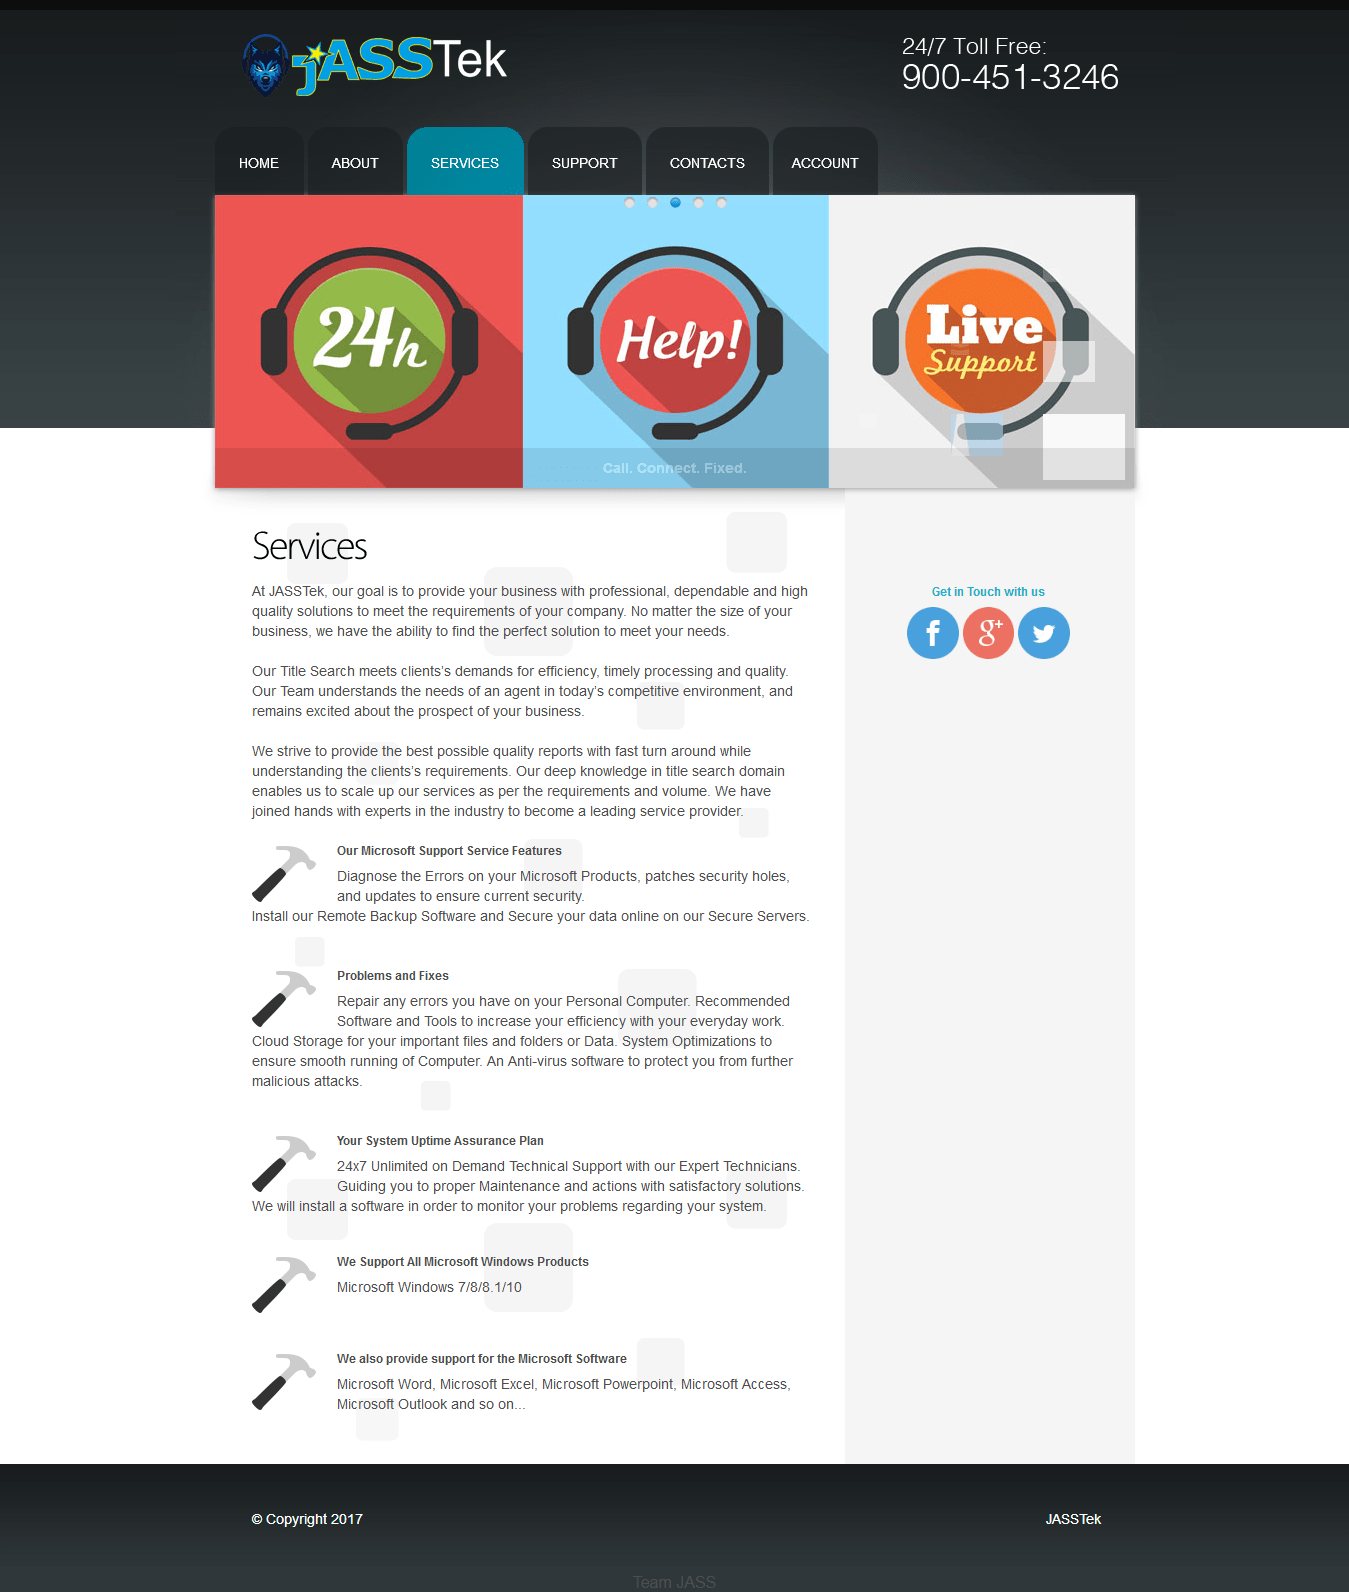 jASSTek
24/7 Toll Free:
900-451-3246
HOME
ABOUT
SERVICES
SUPPORT
CONTACTS
ACCOUNT
24h
Help!
Live
Support
Call. Connect. Fixed.
Services
At JASSTek, our goal is to provide your business with professional, dependable and high
quality solutions to meet the requirements of your company. No matter the size of your
business, we have the ability to find the perfect solution to meet your needs.
Our Title Search meets clients's demands for efficiency, timely processing and quality.
Our Team understands the needs of an agent in today's competitive environment, and
remains excited about the prospect of your business.
We strive to provide the best possible quality reports with fast turn around while
understanding the clients's requirements. Our deep knowledge in title search domain
enables us to scale up our services as per the requirements and volume. We have
joined hands with experts in the industry to become a leading service provider.
Our Microsoft Support Service Features
Diagnose the Errors on your Microsoft Products, patches security holes,
and updates to ensure current security.
Install our Remote Backup Software and Secure your data online on our Secure Servers.
Problems and Fixes
Repair any errors you have on your Personal Computer. Recommended
Software and Tools to increase your efficiency with your everyday work.
Cloud Storage for your important files and folders or Data. System Optimizations to
ensure smooth running of Computer. An Anti-virus software to protect you from further
malicious attacks.
Your System Uptime Assurance Plan
24x7 Unlimited on Demand Technical Support with our Expert Technicians.
Guiding you to proper Maintenance and actions with satisfactory solutions.
We will install a software in order to monitor your problems regarding your system.
We Support All Microsoft Windows Products
Microsoft Windows 7/8/8.1/10
We also provide support for the Microsoft Software
Microsoft Word, Microsoft Excel, Microsoft Powerpoint, Microsoft Access,
Microsoft Outlook and so on...
Get in Touch with us
f
g+
© Copyright 2017
JASSTek
Team JASS